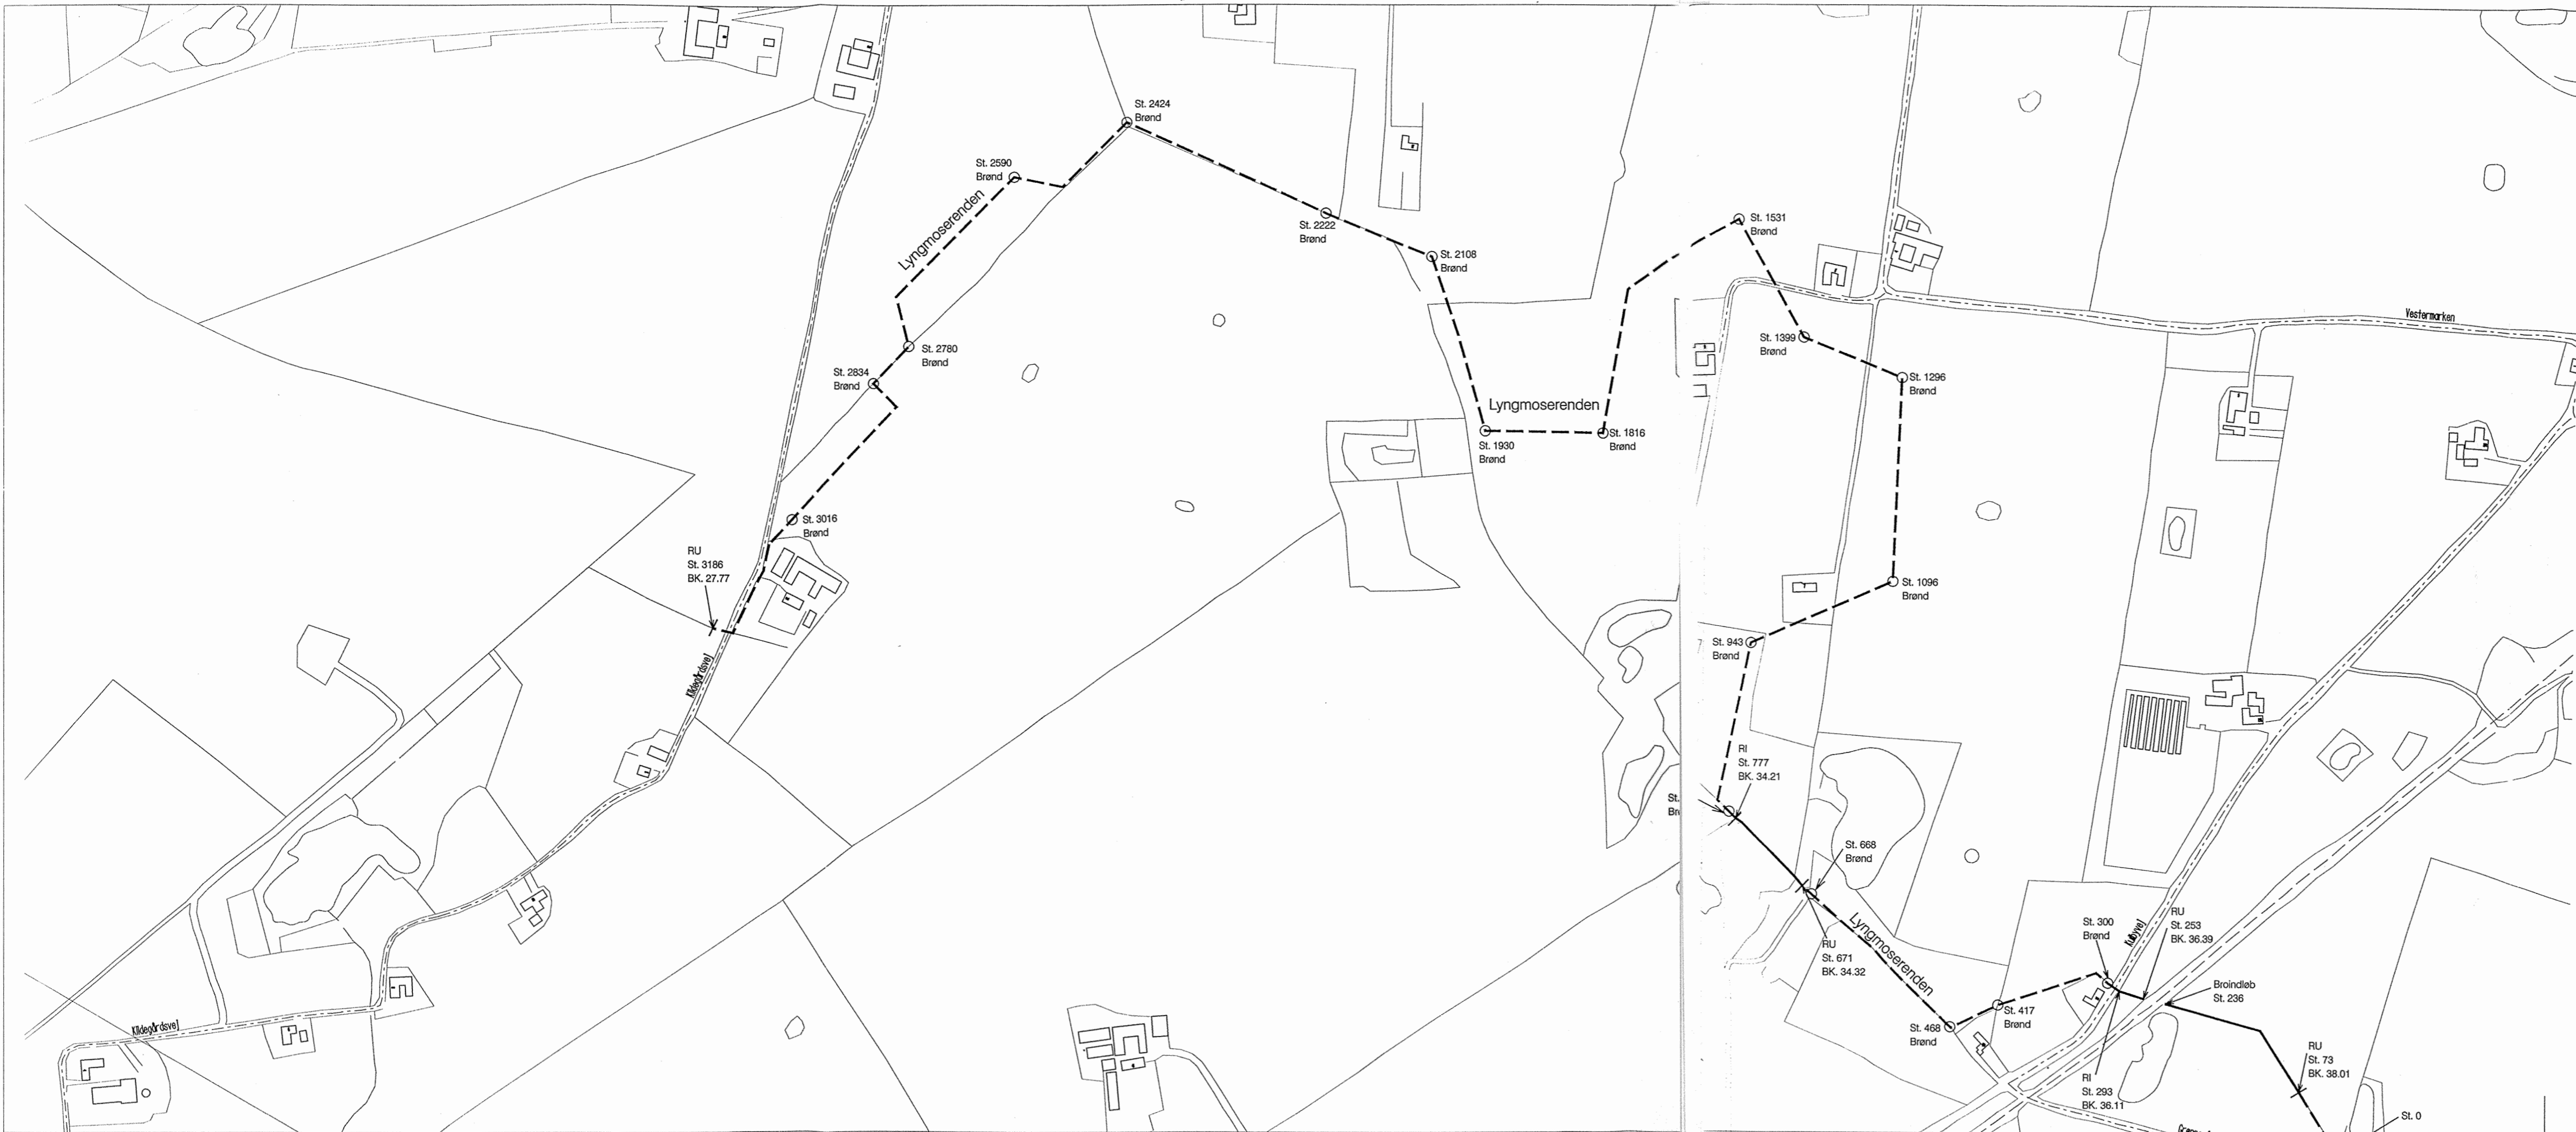 St. 2424
Brønd
St. 2590
Brønd
Lyngmoserenden
St. 2222
Brønd
St. 2108
Brønd
St. 1531
Brønd
Vestermarken
St. 1399
Brønd
St. 1296
Brønd
St. 2780
Brønd
St. 2834
Brønd
Lyngmoserenden
St. 1930
Brønd
St. 1816
Brønd
St. 3016
Brønd
RU
St. 3186
BK. 27.77
St. 1096
Brønd
St. 943
Brønd
Kildegårdsvej
RI
St. 777
BK. 34.21
St.
St. 668
Brønd
Lyngmoserenden
RU
St. 671
BK. 34.32
St. 300
Brønd
RU
St. 253
BK. 36.39
Broindløb
St. 236
St. 417
Brønd
St. 468
Brønd
Kildegårdsvej
RU
St. 73
BK. 38.01
RI
St. 293
BK. 36.11
St. 0